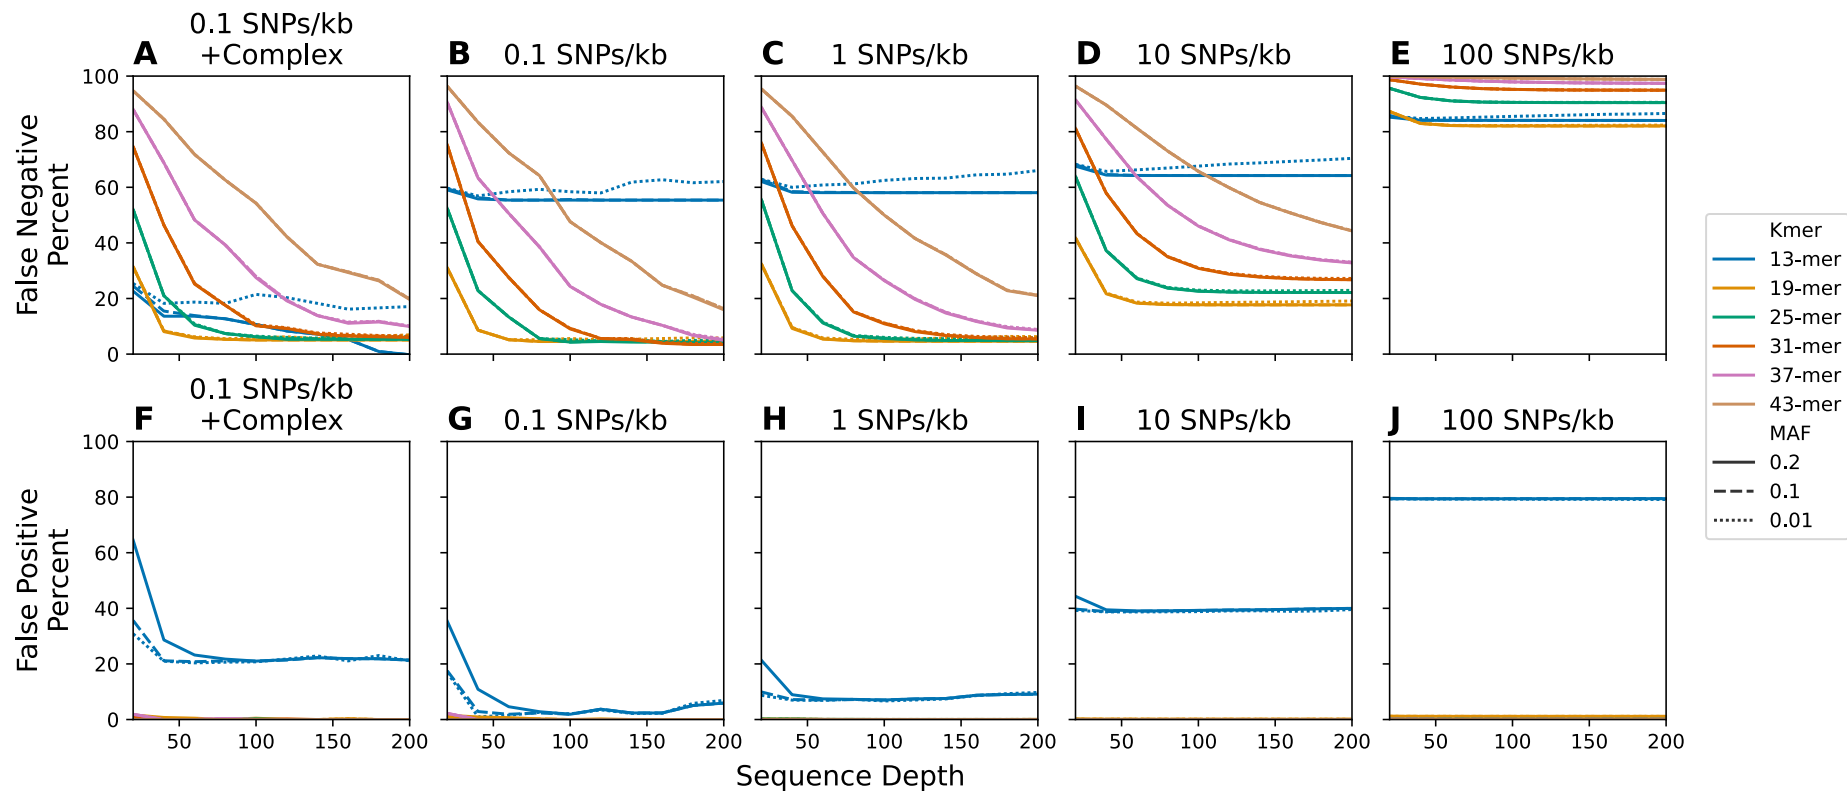 0.1 SNPs/kb
A +Complex
B 0.1 SNPs/kb
C 1 SNPs/kb
D 10 SNPs/kb
E 100 SNPs/kb
False Negative
Percent
100
80
60
40
20
0
50 100 150 200
50 100 150 200
50 100 150 200
50 100 150 200
50 100 150 200
0.1 SNPs/kb
F +Complex
G 0.1 SNPs/kb
H 1 SNPs/kb
I 10 SNPs/kb
J 100 SNPs/kb
False Positive
Percent
100
80
60
40
20
0
Sequence Depth
Kmer
13-mer
19-mer
25-mer
31-mer
37-mer
43-mer
MAF
0.2
0.1
0.01